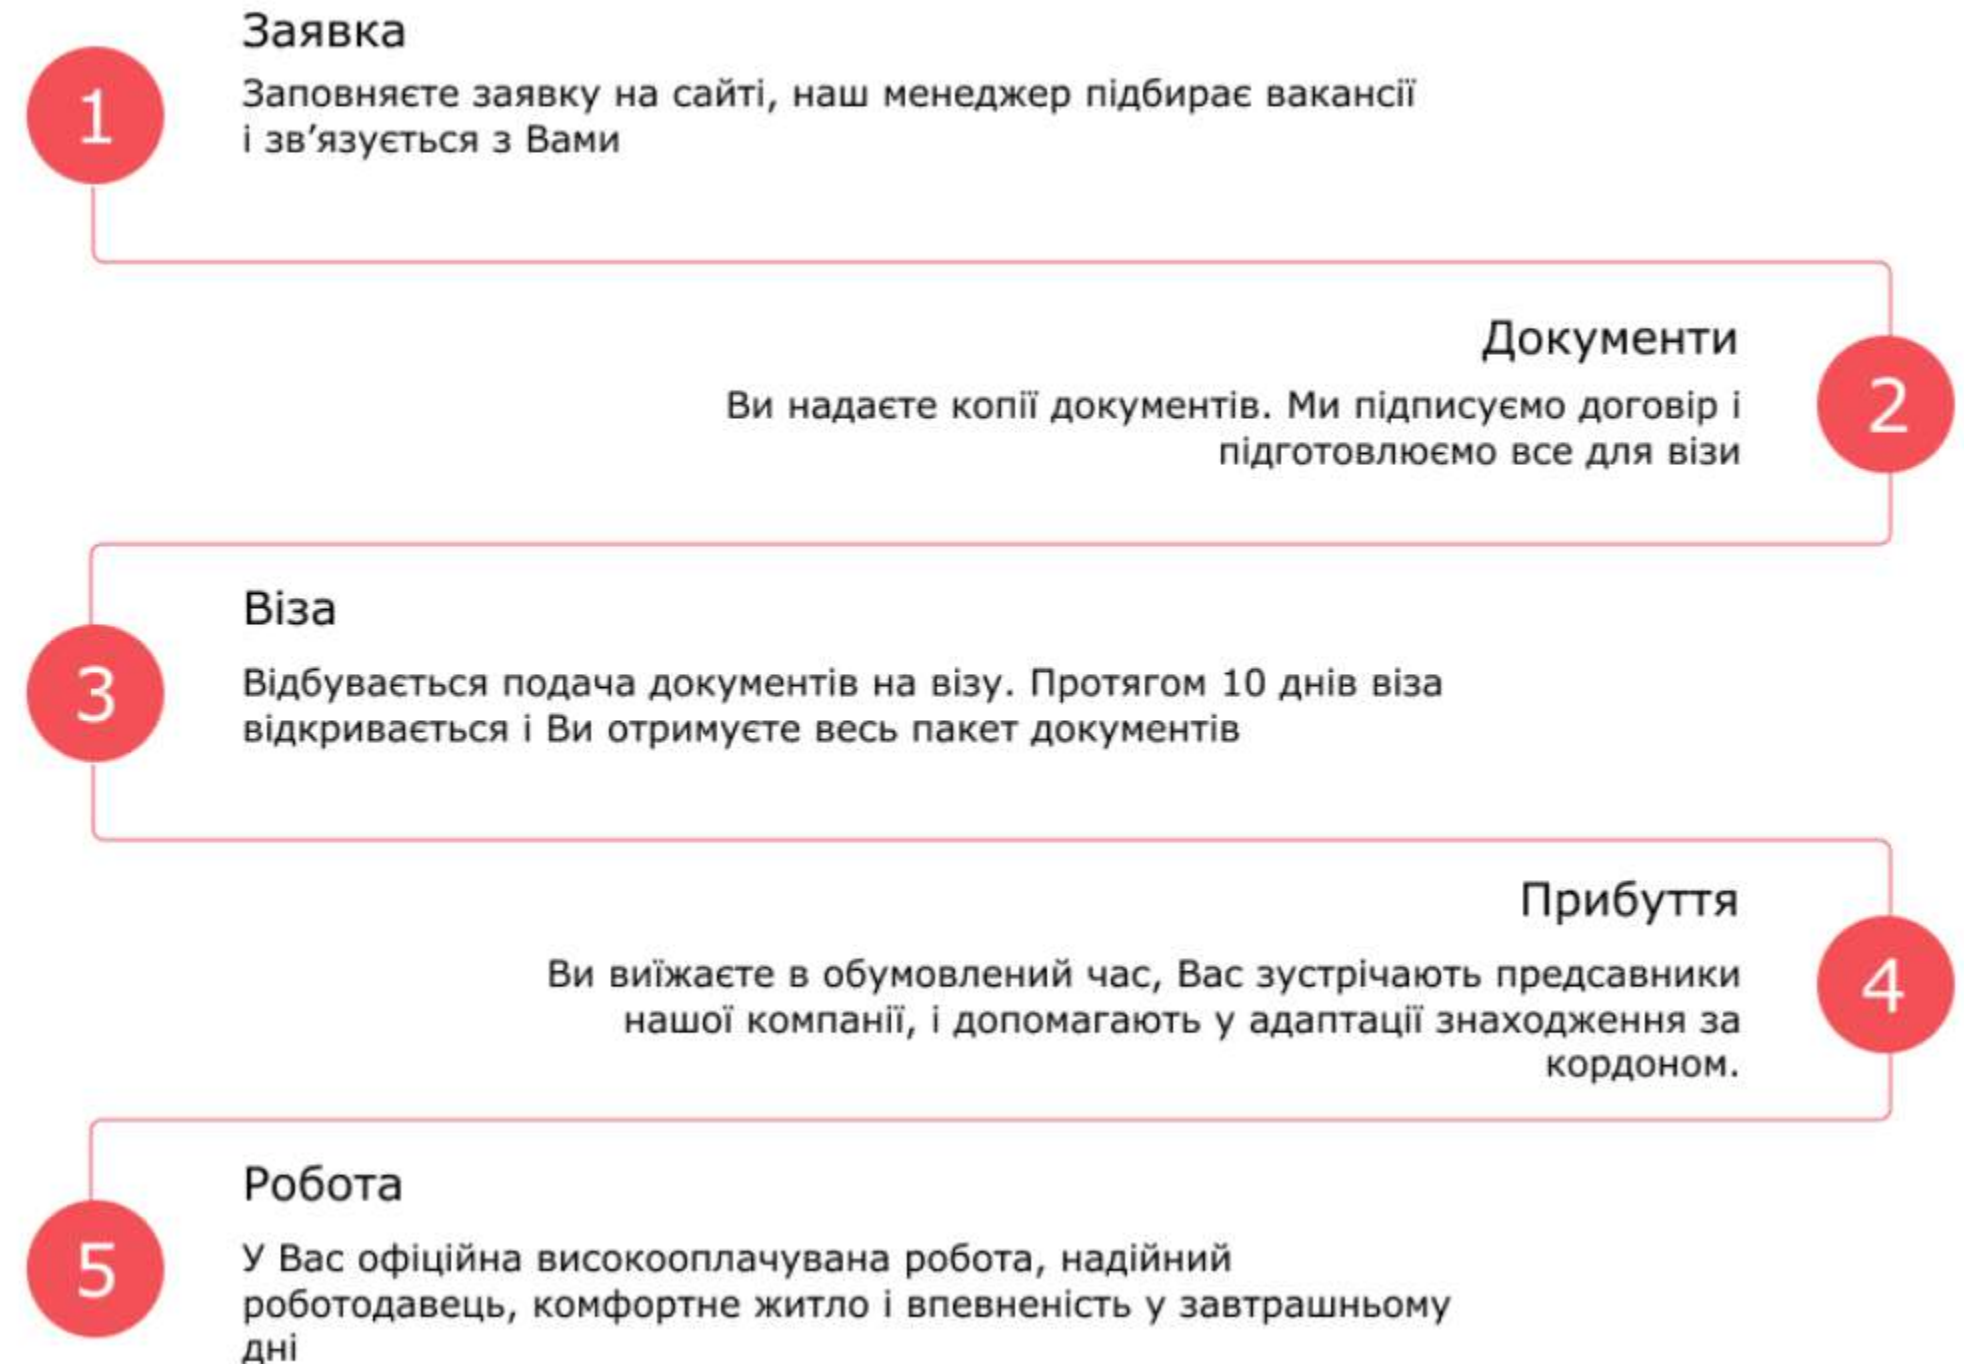 Заявка
1
Заповняєте заявку на сайті, наш менеджер підбирає вакансії
і зв’язується з Вами
Документи
2
Ви надаєте копії документів. Ми підписуємо договір і
підготовлюємо все для візи
Віза
3
Відбувається подача документів на візу. Протягом 10 днів віза
відкривається і Ви отримуєте весь пакет документів
Прибуття
4
Ви виїжаєте в обумовлений час, Вас зустрічають предсавники
нашої компанії, і допомагають у адаптації знаходження за
кордоном.
Робота
5
У Вас офіційна високооплачувана робота, надійний
роботодавець, комфортне житло і впевненість у завтрашньому
дні